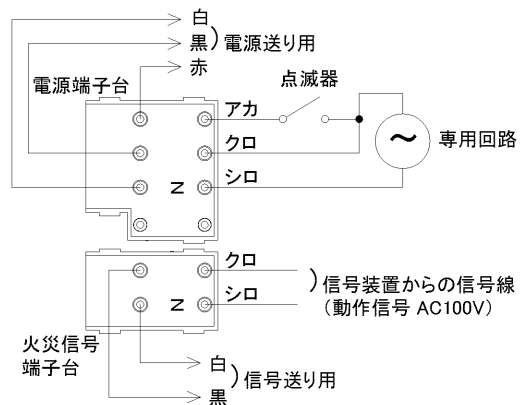 白
黒
電源送り用
赤
電源端子台
点滅器
アカ
クロ
シロ
N
~
専用回路
クロ
シロ
N
信号装置からの信号線
（動作信号 AC100V）
火災信号
端子台
白
黒
信号送り用